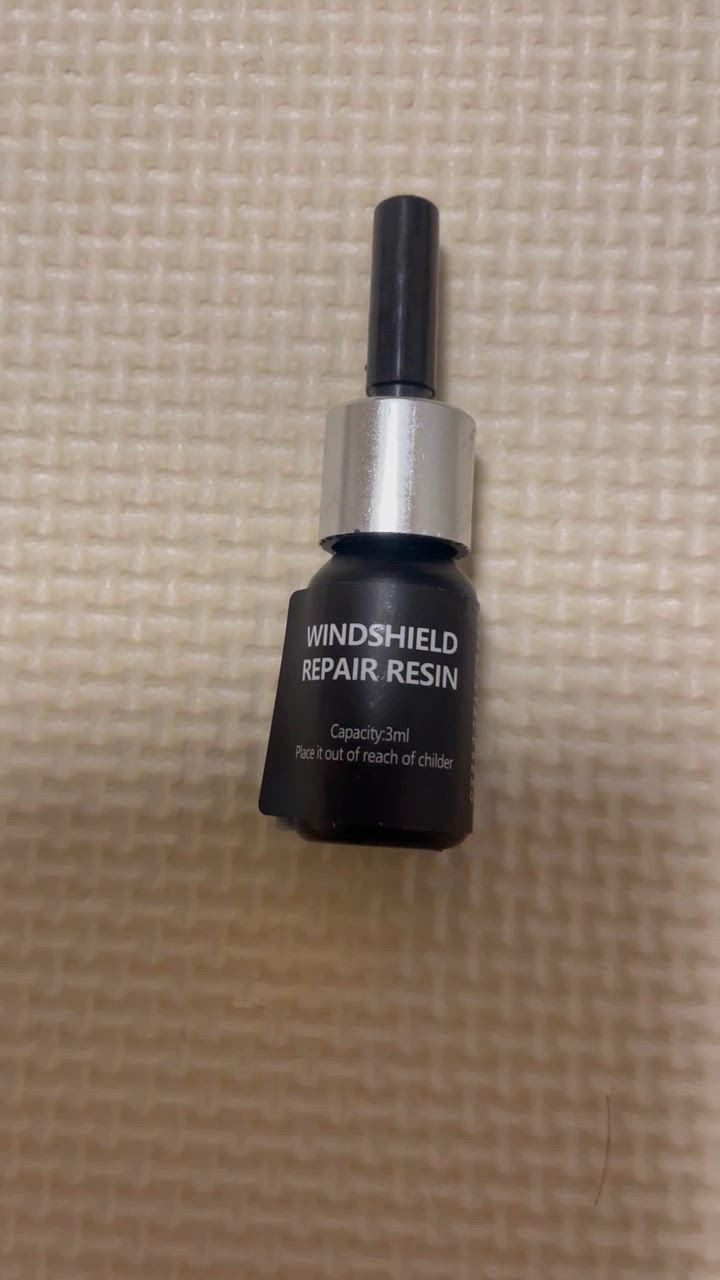 WINDSHIELD
REPAIR RESIN
Capacity:3ml
Place it out of reach of childer